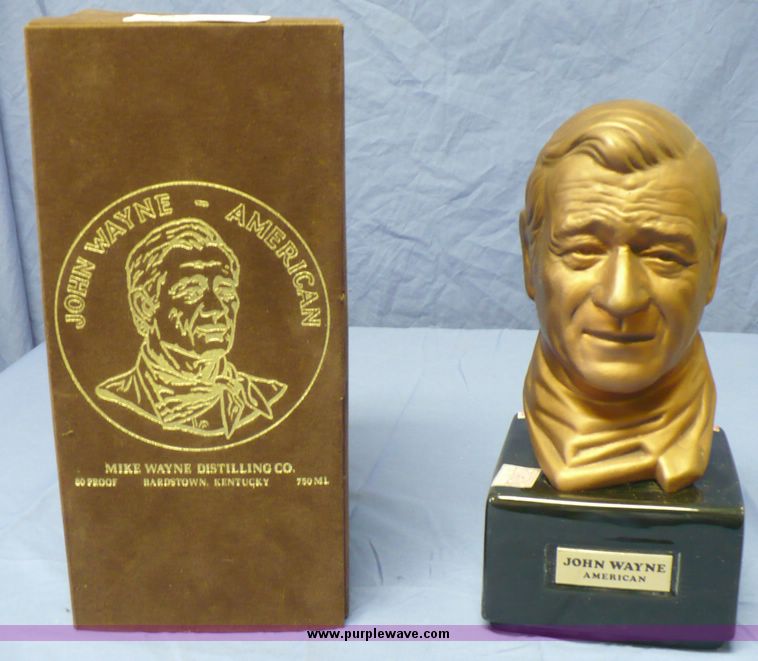 JOHN WAYNE - AMERICAN
MIKE WAYNE DISTILLING CO.
80 PROOF BARDSTOWN, KENTUCKY 750 ML
JOHN WAYNE
AMERICAN
www.purplewave.com